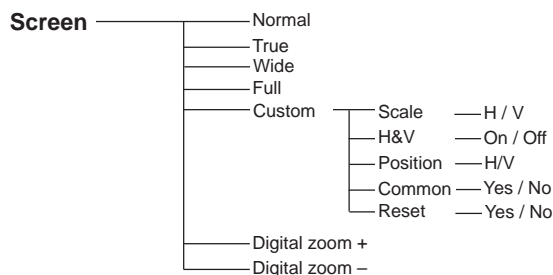 Screen Normal
True
Wide
Full
Custom Scale H / V
H&V On / Off
Position H/V
Common Yes / No
Reset Yes / No
Digital zoom +
Digital zoom –